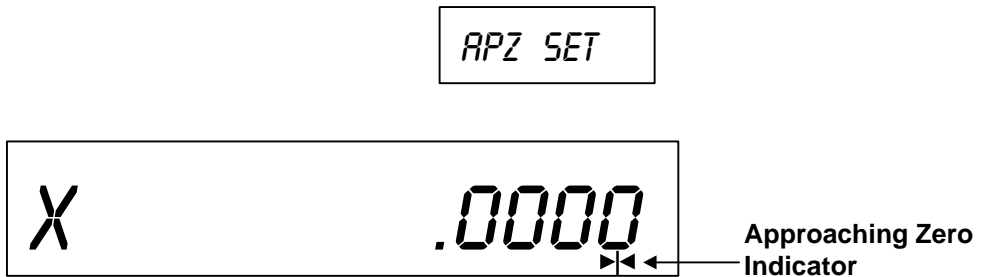 APZ SET
X .0000
Approaching Zero
Indicator